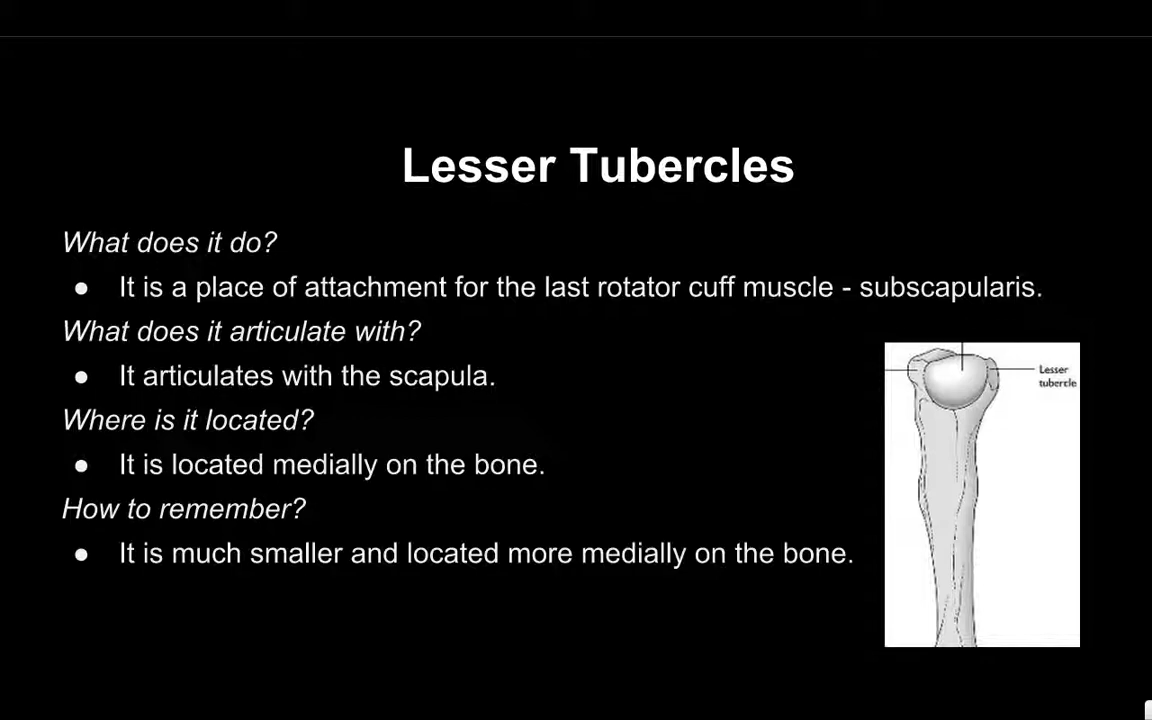 Lesser Tubercles
What does it do?
● It is a place of attachment for the last rotator cuff muscle - subscapularis.
What does it articulate with?
● It articulates with the scapula.
Where is it located?
● It is located medially on the bone.
How to remember?
● It is much smaller and located more medially on the bone.
Lesser
tubercle